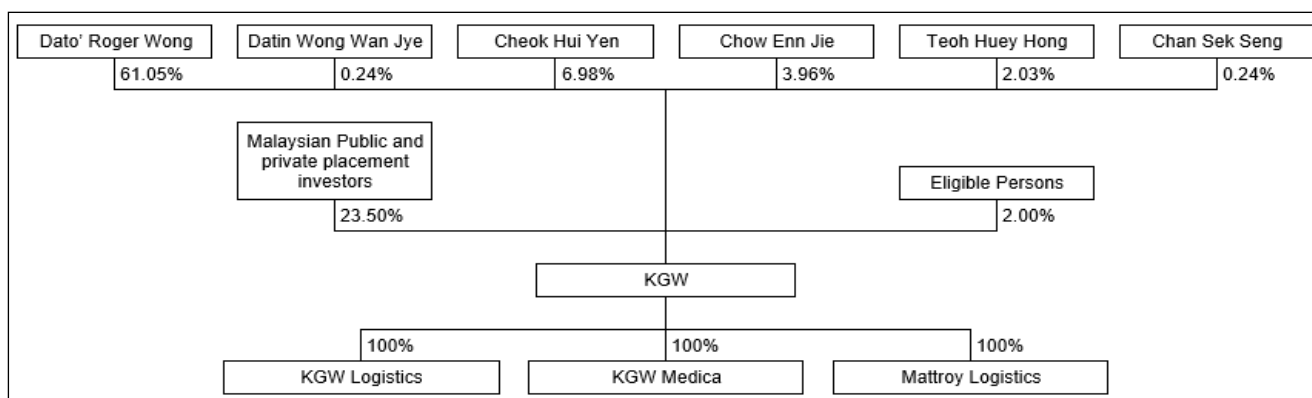 Dato' Roger Wong
Datin Wong Wan Jye
Cheok Hui Yen
Chow Enn Jie
Teoh Huey Hong
Chan Sek Seng
61.05%
0.24%
6.98%
3.96%
2.03%
0.24%
Malaysian Public and
private placement
investors
Eligible Persons
23.50%
2.00%
KGW
100%
100%
100%
KGW Logistics
KGW Medica
Mattroy Logistics